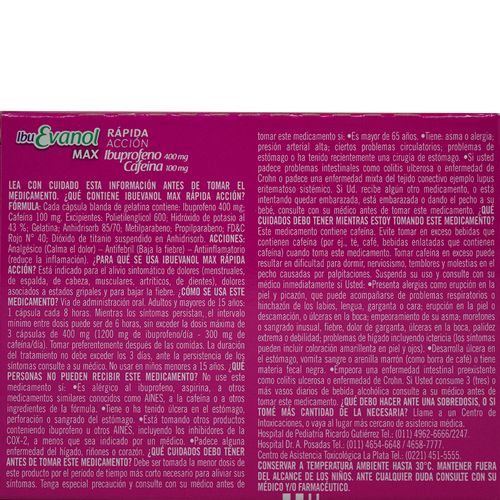 Ibu Evanol
RÁPIDA
ACCIÓN
MAX
Ibuprofeno 400 mg
Cafeína 100 mg
LEA CON CUIDADO ESTA INFORMACIÓN ANTES DE TOMAR EL
MEDICAMENTO. ¿QUÉ CONTIENE IBUEVANOL MAX RÁPIDA ACCIÓN?
FÓRMULA: Cada cápsula blanda de gelatina contiene: Ibuprofeno 400 mg;
Cafeína 100 mg. Excipientes: Polietilenglicol 600; Hidróxido de potasio al
43 %; Gelatina; Anhidrisorb 85/70; Metilparabeno; Propilparabeno; FD&C
Rojo Nº 40; Dióxido de titanio suspendido en Anhidrisorb. ACCIONES:
Analgésico (Calma el dolor) – Antifebril (Baja la fiebre) – Antiinflamatorio
(reduce la inflamación). ¿PARA QUÉ SE USA IBUEVANOL MAX RÁPIDA
ACCIÓN? Está indicado para el alivio sintomático de dolores (menstruales,
de espalda, de cabeza, musculares, artríticos, de dientes), dolores
asociados a estados gripales y para bajar la fiebre. ¿CÓMO SE USA ESTE
MEDICAMENTO? Vía de administración oral. Adultos y mayores de 15 años:
1 cápsula cada 8 horas. Mientras los síntomas persistan, el intervalo
mínimo entre dosis puede ser de 6 horas, sin exceder la dosis máxima de
3 cápsulas de 400 mg (1200 mg de ibuprofeno/día – 300 mg de
cafeína/día). Tomar preferentemente después de las comidas. La duración
del tratamiento no debe exceder los 3 días, ante la persistencia de los
síntomas consulte a su médico. No usar en niños menores a 15 años. ¿QUÉ
PERSONAS NO PUEDEN RECIBIR ESTE MEDICAMENTO? No use este
medicamento si: •Es alérgico al ibuprofeno, aspirina, a otros
medicamentos similares conocidos como AINES, a la cafeína o a otros
ingredientes de la fórmula. •Tiene o ha tenido úlcera en el estómago,
perforación o sangrado del estómago. •Está tomando otros productos
conteniendo ibuprofeno u otros AINES, incluyendo los inhibidores de la
COX-2, a menos que sea indicado por un médico. •Padece alguna
enfermedad del hígado, riñones o corazón. ¿QUÉ CUIDADOS DEBO TENER
ANTES DE TOMAR ESTE MEDICAMENTO? Debe ser tomada la menor dosis de
este producto por el periodo de tiempo más breve que sea necesario para aliviar
sus síntomas. Tenga especial precaución y consulte con su médico antes de
tomar este medicamento si: •Es mayor de 65 años. •Tiene: asma o alergia;
presión arterial alta; ciertos problemas circulatorios; problemas de
estómago o ha tenido recientemente una cirugía de estómago. •Si usted
padece problemas intestinales como colitis ulcerosa o enfermedad de Crohn
o padece una enfermedad mixta del tejido conectivo ejemplo lupus
eritematoso sistémico. Si Ud. recibe algún otro medicamento, o está
intentando quedar embarazada, está embarazada o dando el pecho a su
bebé, consulte con su médico antes de tomar este medicamento. ¿QUÉ
CUIDADOS DEBO TENER MIENTRAS ESTOY TOMANDO ESTE MEDICAMENTO?
Este medicamento contiene cafeína. Evite tomar en exceso bebidas que
contienen cafeína (por ej., té, café, bebidas enlatadas que contienen
cafeína) cuando tome este medicamento. Tomar cafeína en exceso puede
resultar en dificultad para dormir, nerviosismo, temblores y molestias en el
pecho causadas por palpitaciones. Suspenda su uso y consulte con su
médico inmediatamente si Usted: •Presenta alergias como erupción en la
piel y picazón, que puede acompañarse de problemas respiratorios o
hinchazón de los labios, lengua, garganta o cara; erupción en la piel o
descamación, o úlceras en la boca; empeoramiento de su asma; moretones
o sangrado inusual, fiebre, dolor de garganta, úlceras en la boca, palidez
extrema o debilidad; problemas de hígado incluyendo ictericia (los síntomas
pueden incluir coloración amarillenta en piel y ojos). •Desarrolla úlcera en
el estómago, vomita sangre o arenilla marrón (como borra de café) o tiene
materia fecal negra. •Empeora una enfermedad intestinal preexistente
como colitis ulcerosa o enfermedad de Crohn. Si Usted consume 3 (tres) o
más vasos diarios de bebida alcohólica consulte a su médico antes de
tomar este medicamento. ¿QUÉ DEBO HACER ANTE UNA SOBREDOSIS, O SI
TOMÉ MÁS CANTIDAD DE LA NECESARIA? Llame a un Centro de
Intoxicaciones, o vaya al lugar más cercano de asistencia médica.
Hospital de Pediatría Ricardo Gutiérrez Tel.: (011) 4962-6666/2247.
Hospital Dr. A. Posadas Tel.: (011) 4654-6648 / 4658-7777.
Centro de Asistencia Toxicológica La Plata Tel.: (0221) 451-5555.
CONSERVAR A TEMPERATURA AMBIENTE HASTA 30°C. MANTENER FUERA
DEL ALCANCE DE LOS NIÑOS. ANTE CUALQUIER DUDA CONSULTE CON SU
MÉDICO Y/O FARMACÉUTICO.